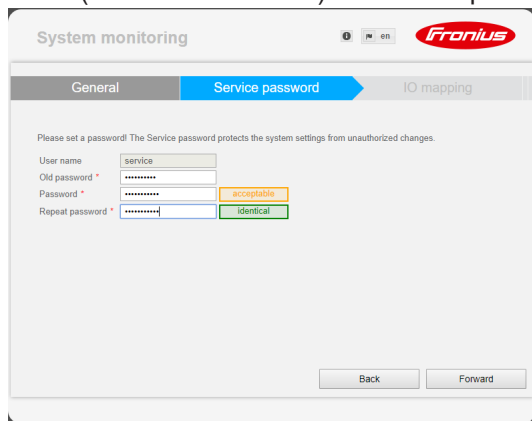 System monitoring
en
Fronius
General
Service password
IO mapping
Please set a password! The Service password protects the system settings from unauthorized changes.
User name service
Old password * ••••••••••
Password * ••••••••••• acceptable
Repeat password * ••••••••••• identical
Back Forward